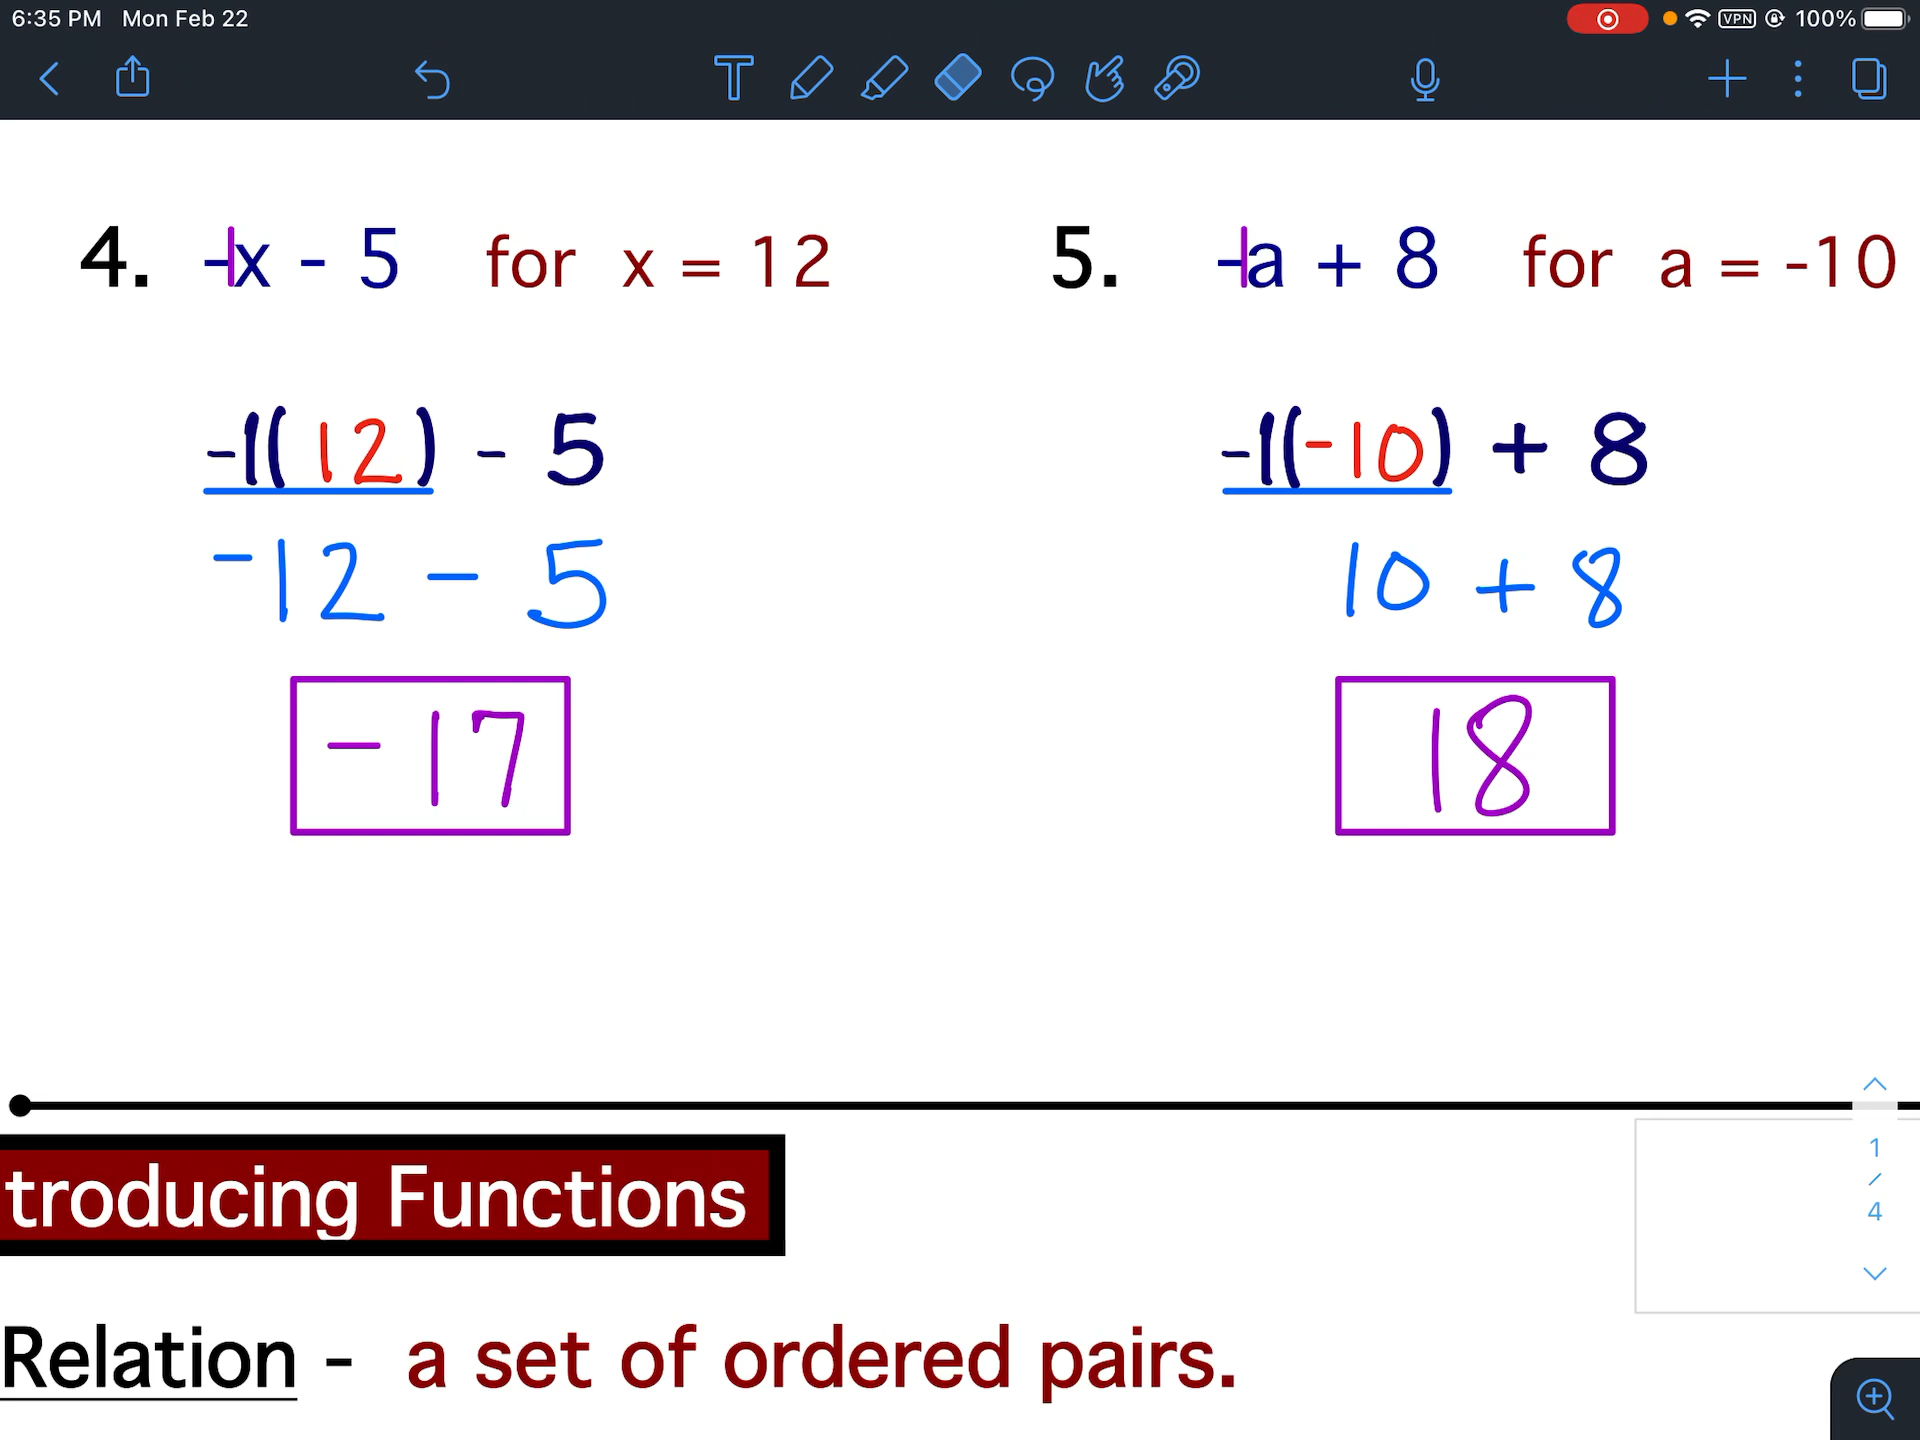 6:35 PM Mon Feb 22
VPN 100%
T
4. -1x - 5 for x = 12
5. -1a + 8 for a = -10
-1(12) - 5
-1(-10) + 8
-12 - 5
10 + 8
-17
18
1
/
4
troducing Functions
Relation - a set of ordered pairs.